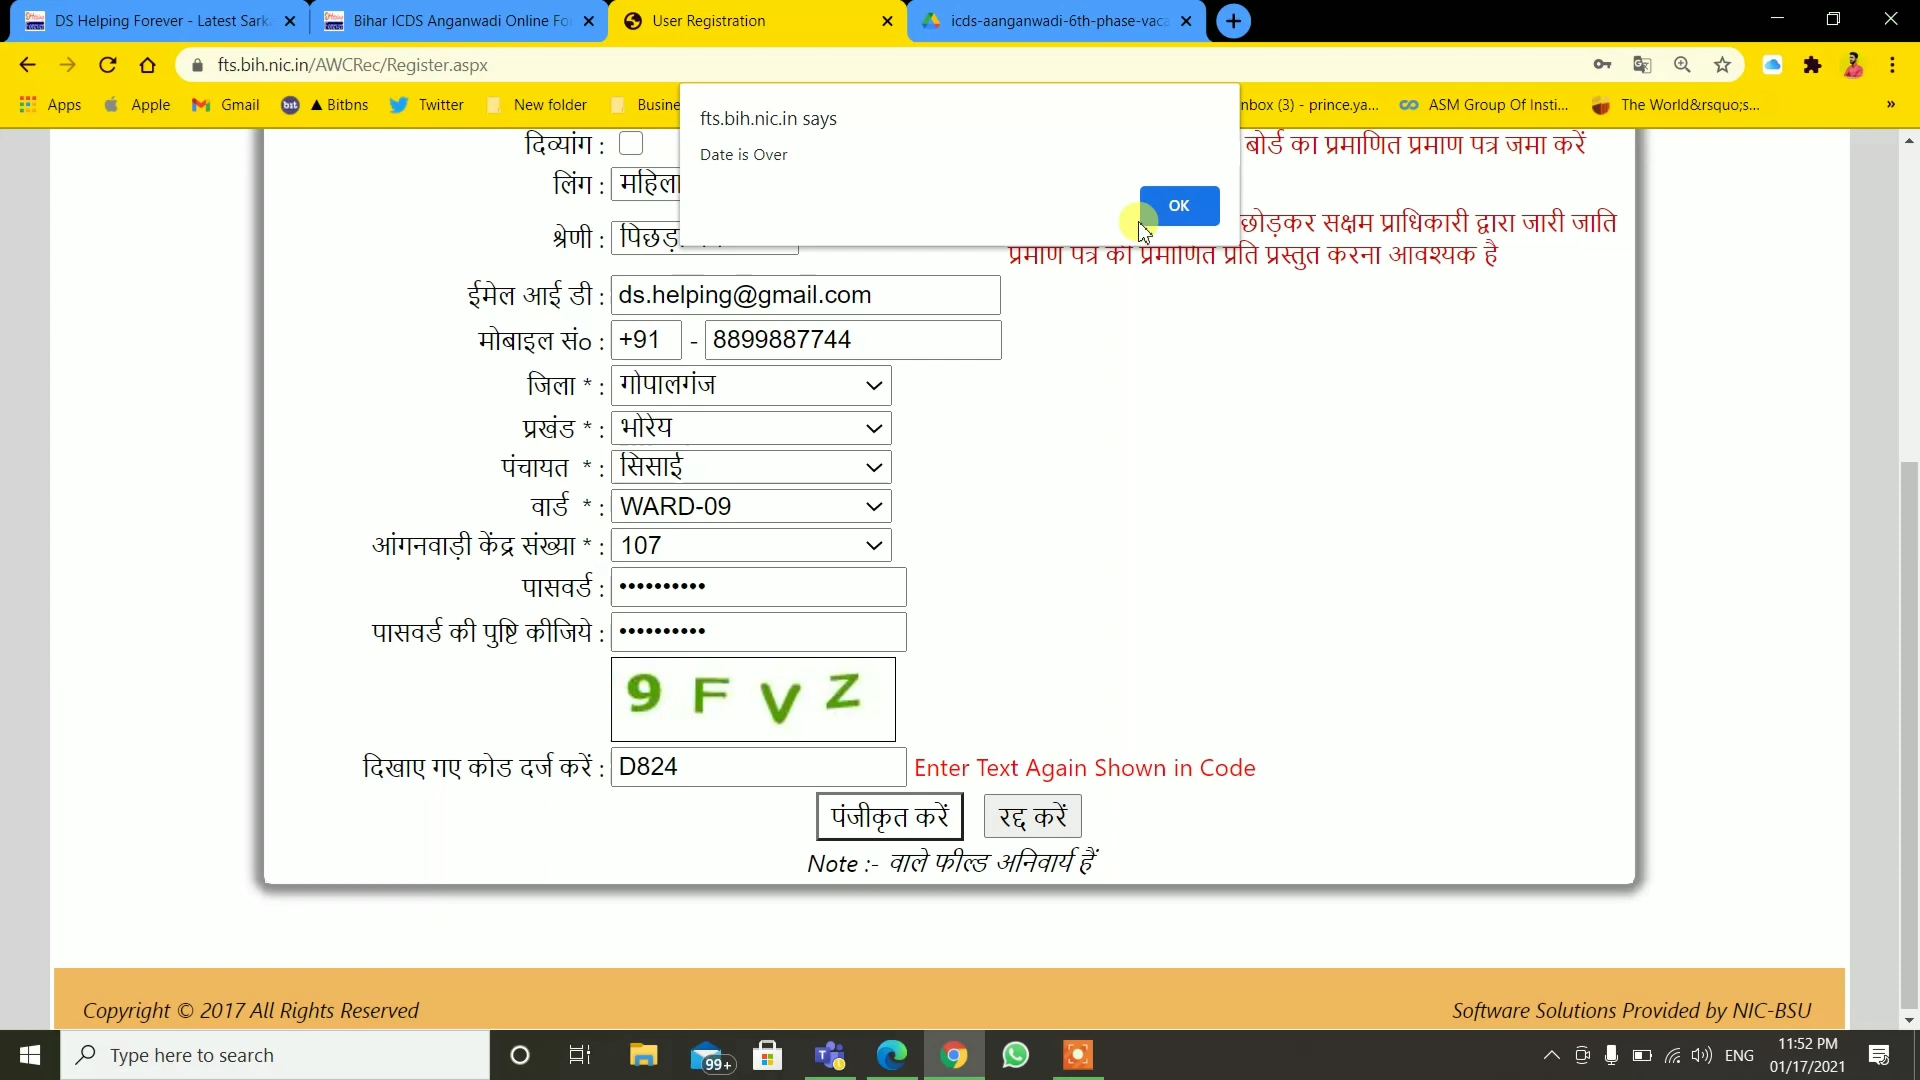 DS Helping Forever - Latest Sarka
Bihar ICDS Anganwadi Online Fo
User Registration
icds-aanganwadi-6th-phase-vaca
fts.bih.nic.in/AWCRec/Register.aspx
Apps
Apple
Gmail
▲ Bitbns
Twitter
New folder
Busine
nbox (3) - prince.ya...
ASM Group Of Insti...
The World&rsquo;s...
»
fts.bih.nic.in says
Date is Over
OK
दिव्यांग :
बोर्ड का प्रमाणित प्रमाण पत्र जमा करें
लिंग : महिला
श्रेणी : पिछड़ा
छोड़कर सक्षम प्राधिकारी द्वारा जारी जाति
प्रमाण पत्र की प्रमाणित प्रति प्रस्तुत करना आवश्यक है
ईमेल आई डी : ds.helping@gmail.com
मोबाइल सं० : +91 - 8899887744
जिला * : गोपालगंज
प्रखंड * : भोरेय
पंचायत * : सिसाई
वार्ड * : WARD-09
आंगनवाड़ी केंद्र संख्या * : 107
पासवर्ड : ••••••••••
पासवर्ड की पुष्टि कीजिये : ••••••••••
9 F V Z
दिखाए गए कोड दर्ज करें : D824 Enter Text Again Shown in Code
पंजीकृत करें रद्द करें
Note :- वाले फील्ड अनिवार्य हैं
Copyright © 2017 All Rights Reserved
Software Solutions Provided by NIC-BSU
Type here to search
99+
ENG
11:52 PM
01/17/2021